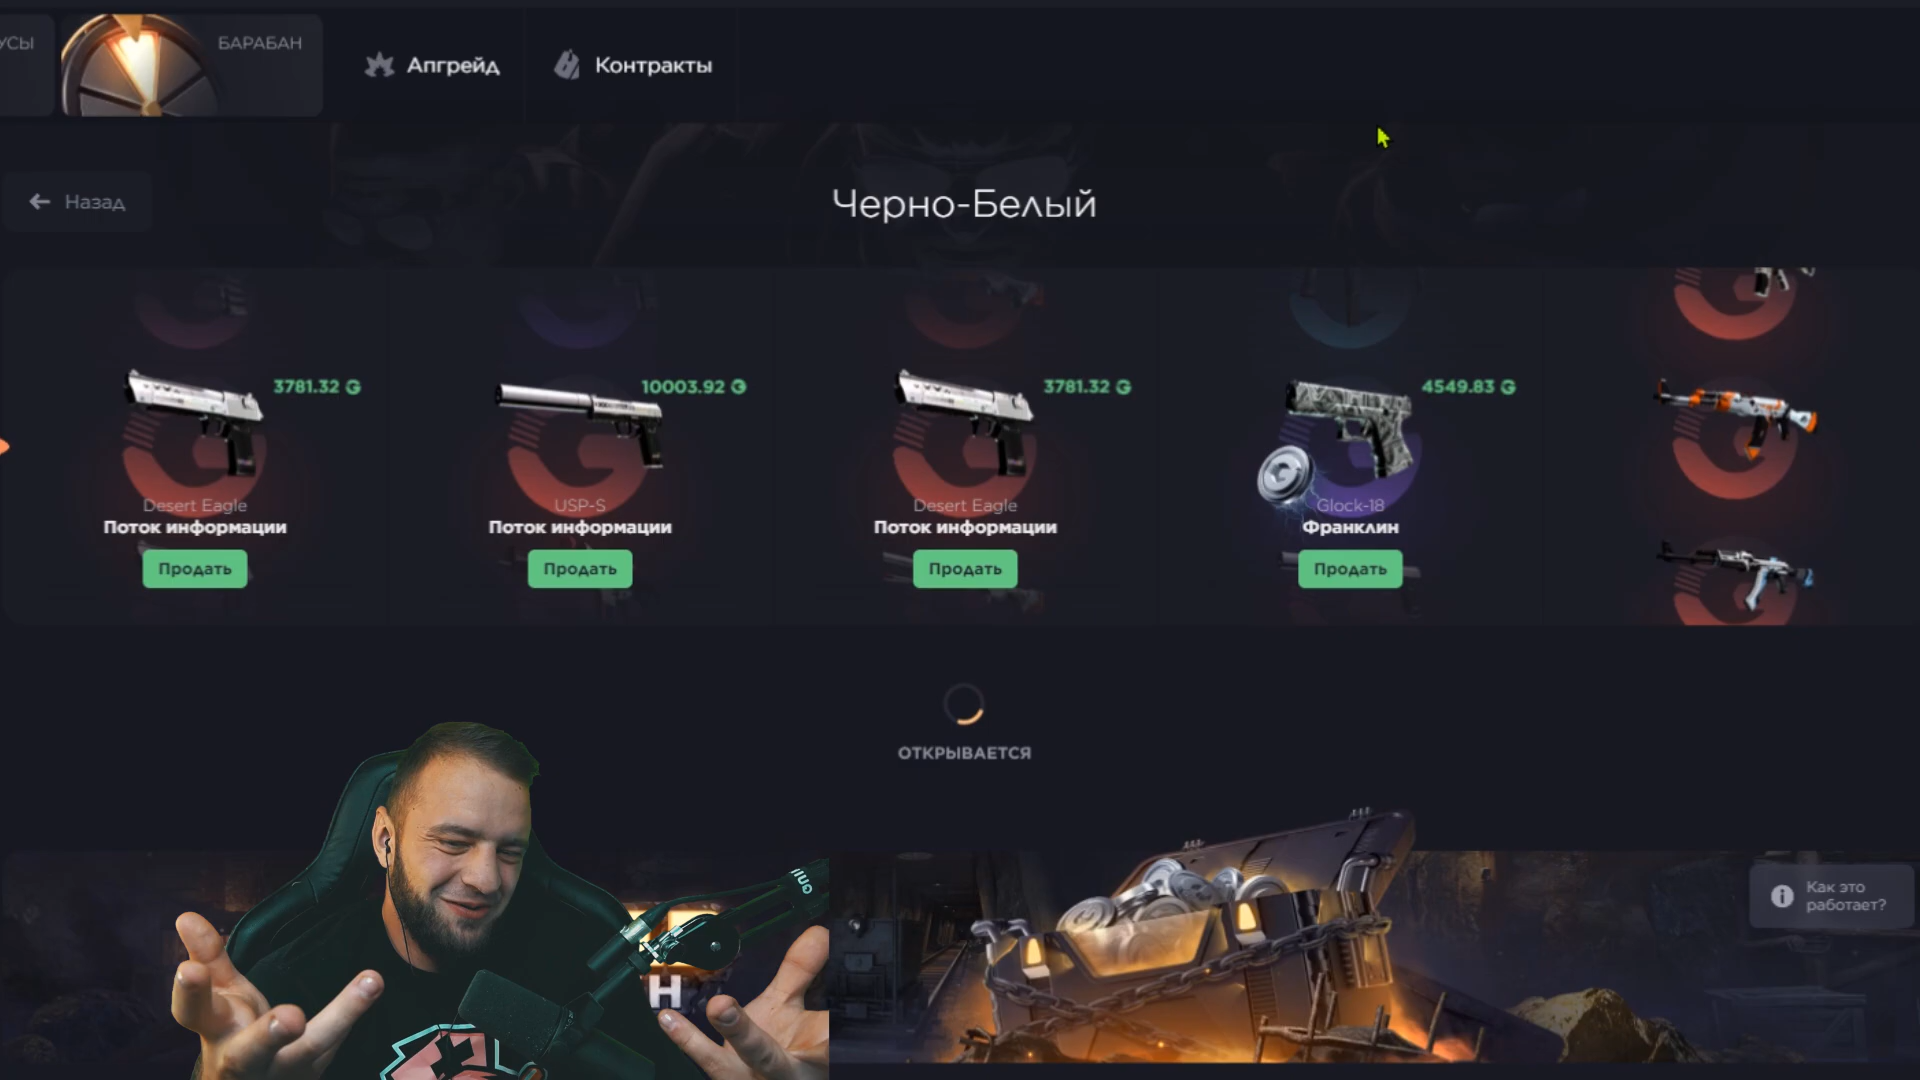 УСЫ
БАРАБАН
Апгрейд
Контракты
Назад
Черно-Белый
3781.32 G
10003.92 G
3781.32 G
4549.83 G
Desert Eagle
Поток информации
Продать
USP-S
Поток информации
Продать
Desert Eagle
Поток информации
Продать
Glock-18
Франклин
Продать
ОТКРЫВАЕТСЯ
Как это
работает?
Н